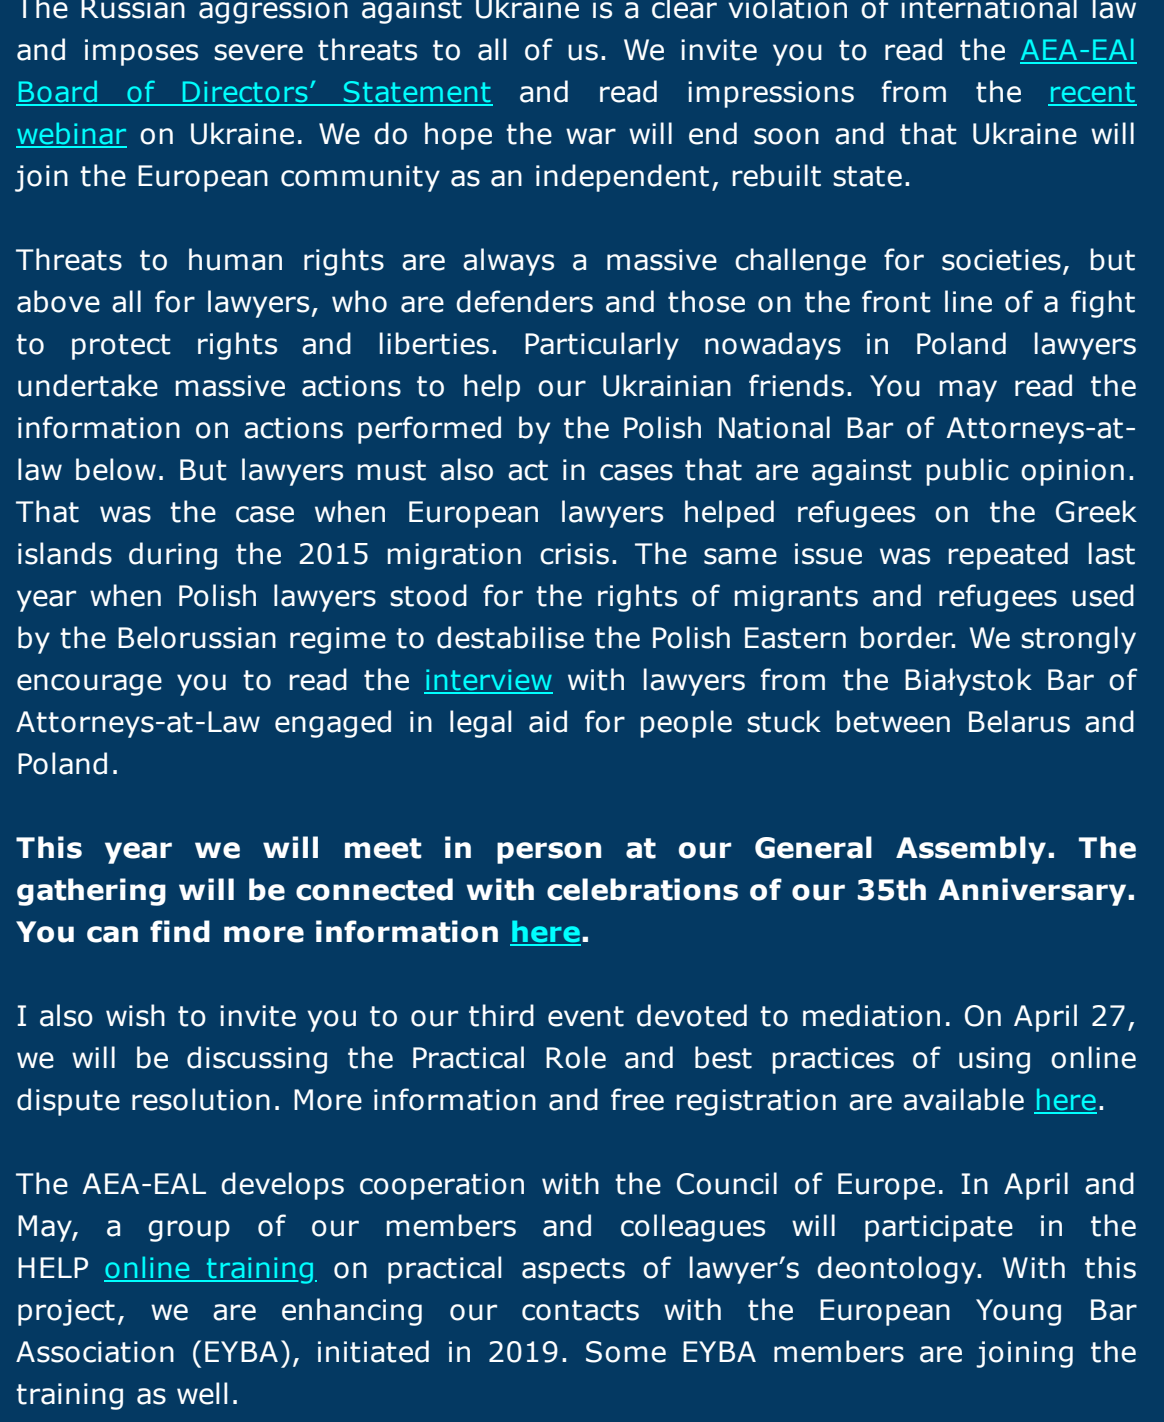 The Russian aggression against Ukraine is a clear violation of international law
and imposes severe threats to all of us. We invite you to read the AEA-EAl
Board of Directors’ Statement and read impressions from the recent
webinar on Ukraine. We do hope the war will end soon and that Ukraine will
join the European community as an independent, rebuilt state.
Threats to human rights are always a massive challenge for societies, but
above all for lawyers, who are defenders and those on the front line of a fight
to protect rights and liberties. Particularly nowadays in Poland lawyers
undertake massive actions to help our Ukrainian friends. You may read the
information on actions performed by the Polish National Bar of Attorneys-at-
law below. But lawyers must also act in cases that are against public opinion.
That was the case when European lawyers helped refugees on the Greek
islands during the 2015 migration crisis. The same issue was repeated last
year when Polish lawyers stood for the rights of migrants and refugees used
by the Belorussian regime to destabilise the Polish Eastern border. We strongly
encourage you to read the interview with lawyers from the Białystok Bar of
Attorneys-at-Law engaged in legal aid for people stuck between Belarus and
Poland.
This year we will meet in person at our General Assembly. The
gathering will be connected with celebrations of our 35th Anniversary.
You can find more information here.
I also wish to invite you to our third event devoted to mediation. On April 27,
we will be discussing the Practical Role and best practices of using online
dispute resolution. More information and free registration are available here.
The AEA-EAL develops cooperation with the Council of Europe. In April and
May, a group of our members and colleagues will participate in the
HELP online training on practical aspects of lawyer’s deontology. With this
project, we are enhancing our contacts with the European Young Bar
Association (EYBA), initiated in 2019. Some EYBA members are joining the
training as well.